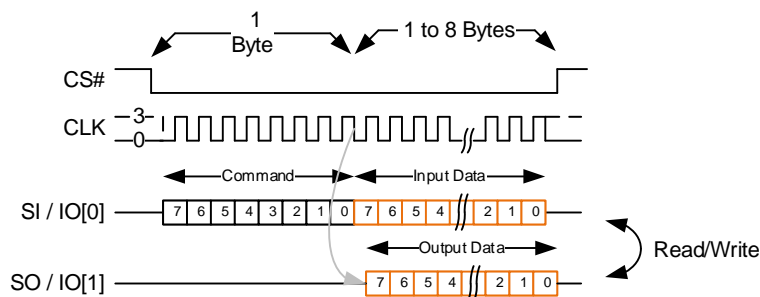 1
Byte
1 to 8 Bytes
CS#
CLK
3
0
Command
Input Data
SI / IO[0]
7 6 5 4 3 2 1 0 7 6 5 4 2 1 0
Output Data
Read/Write
SO / IO[1]
7 6 5 4 2 1 0